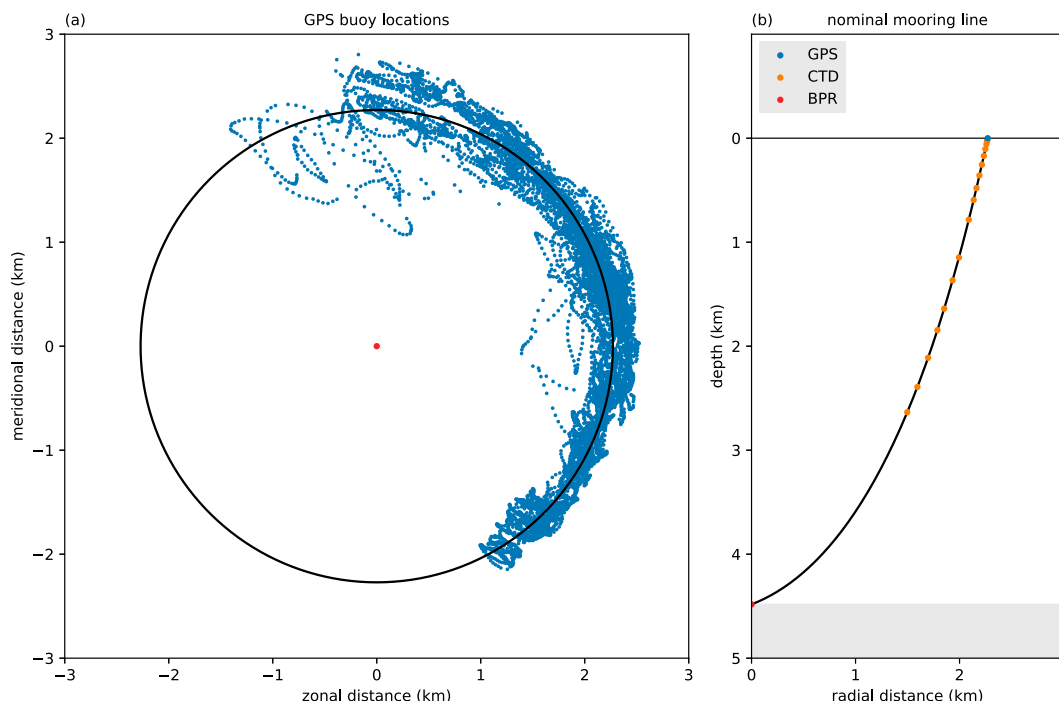 (a) GPS buoy locations
3
2
1
0
−1
−2
−3
meridional distance (km)
−3 −2 −1 0 1 2 3
zonal distance (km)
(b) nominal mooring line
GPS
CTD
BPR
0
1
2
3
4
5
depth (km)
0 1 2
radial distance (km)